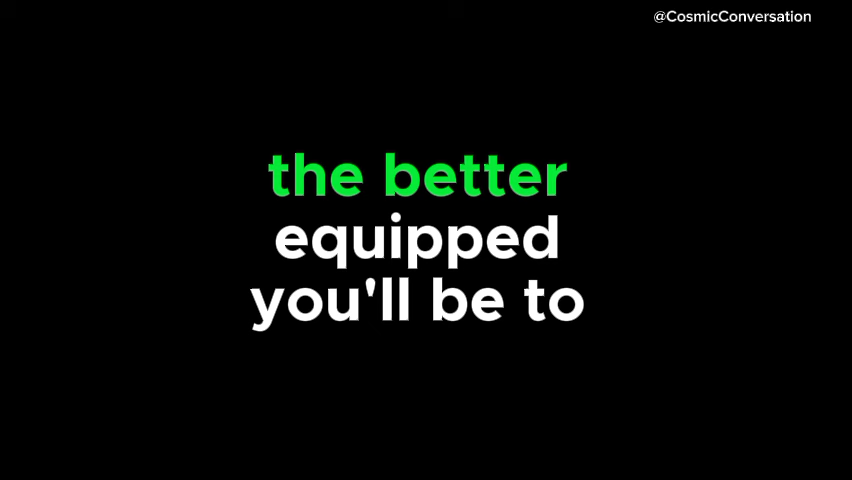 @CosmicConversation
the better
equipped
you'll be to